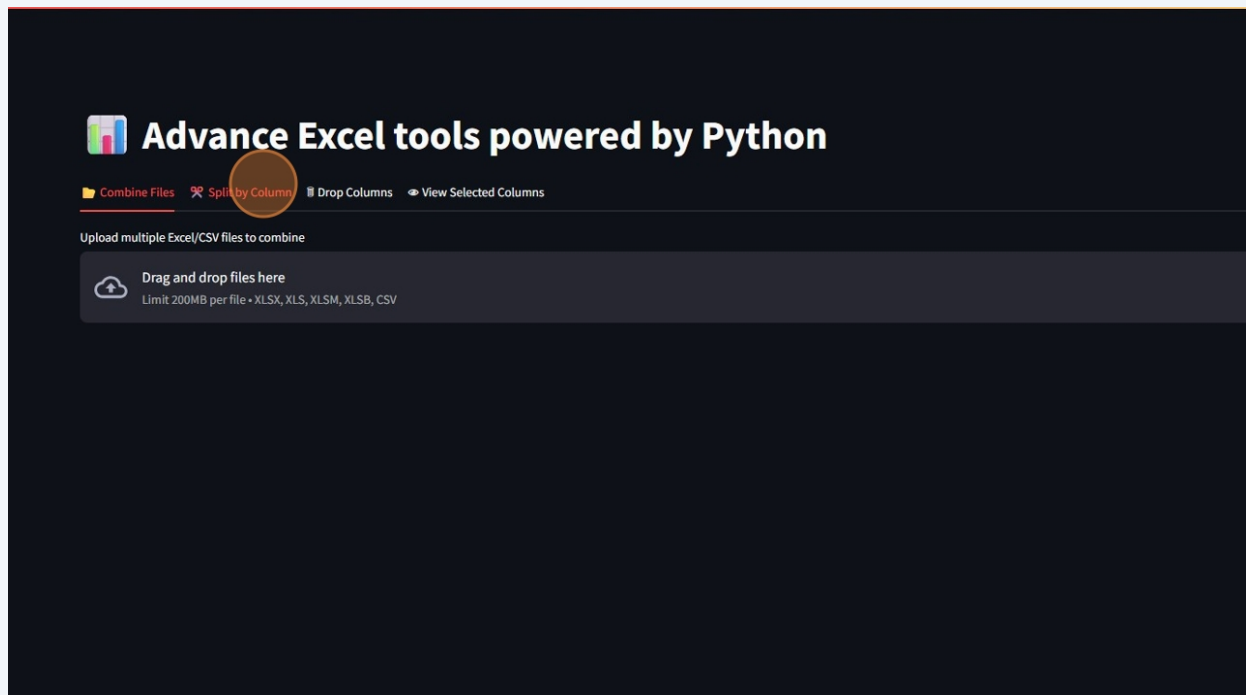 Advance Excel tools powered by Python
Combine Files Split by Column Drop Columns View Selected Columns
Upload multiple Excel/CSV files to combine
Drag and drop files here
Limit 200MB per file • XLSX, XLS, XLSM, XLSB, CSV